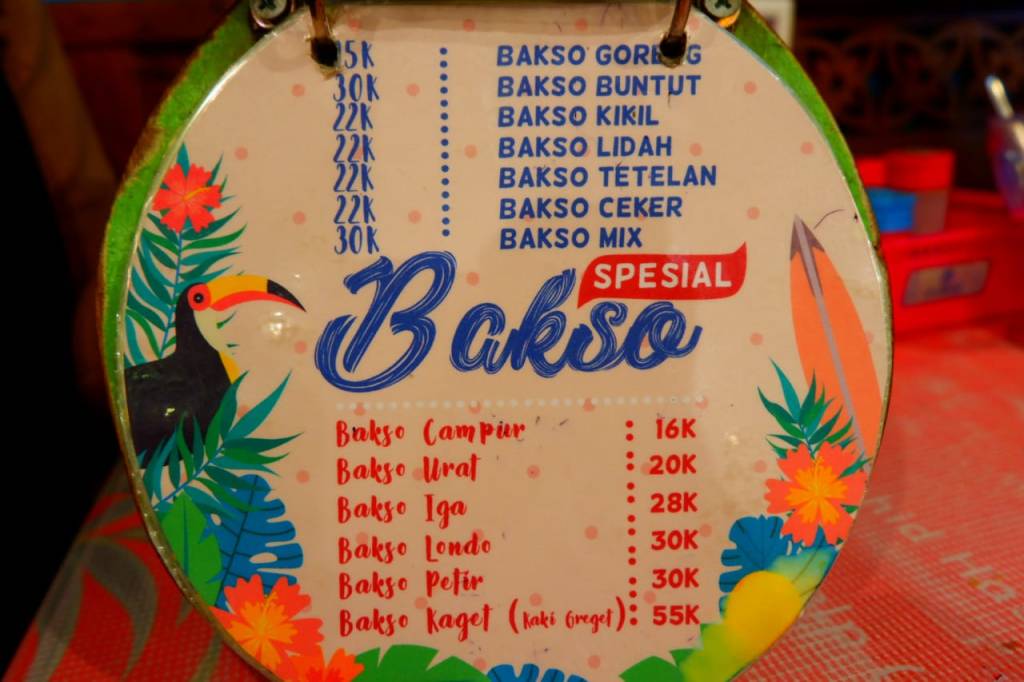 15K : BAKSO GORENG
30K : BAKSO BUNTUT
22K : BAKSO KIKIL
22K : BAKSO LIDAH
22K : BAKSO TETELAN
22K : BAKSO CEKER
30K : BAKSO MIX
SPESIAL
Bakso
Bakso Campur : 16K
Bakso Urat : 20K
Bakso Iga : 28K
Bakso Londo : 30K
Bakso Petir : 30K
Bakso Kaget (Kaki Greget) : 55K